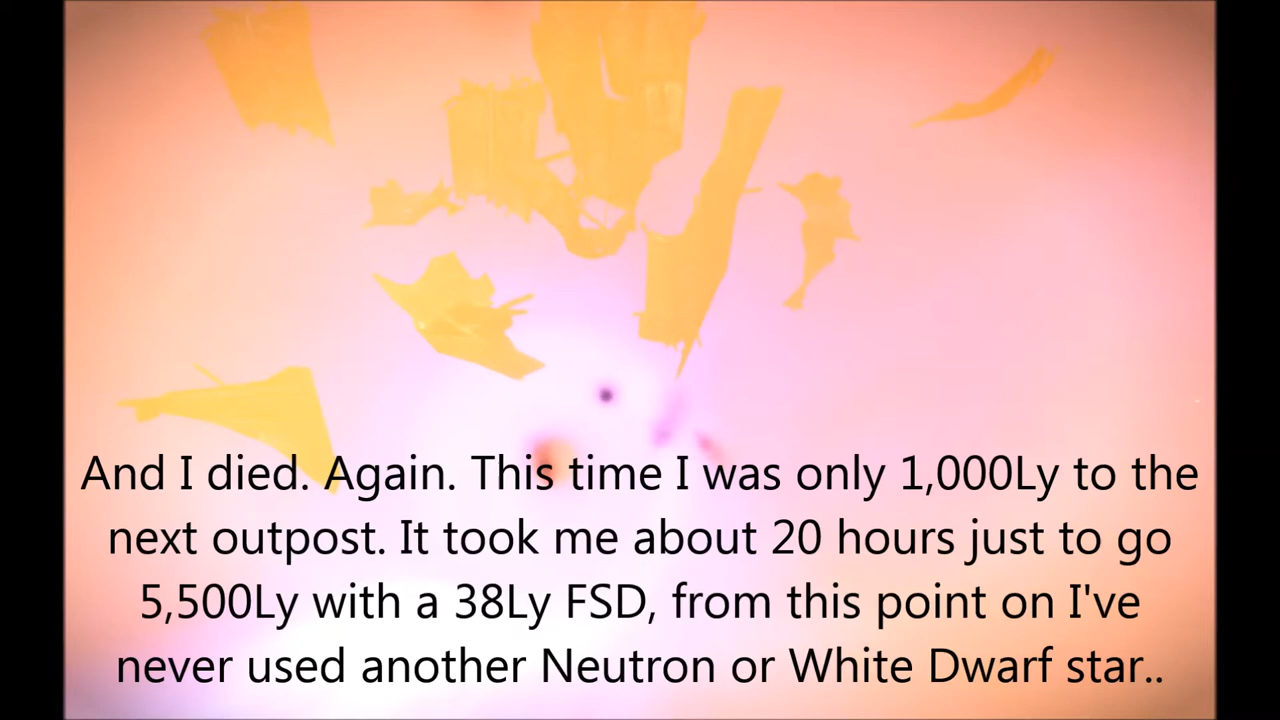 And I died. Again. This time I was only 1,000Ly to the
next outpost. It took me about 20 hours just to go
5,500Ly with a 38Ly FSD, from this point on I've
never used another Neutron or White Dwarf star..